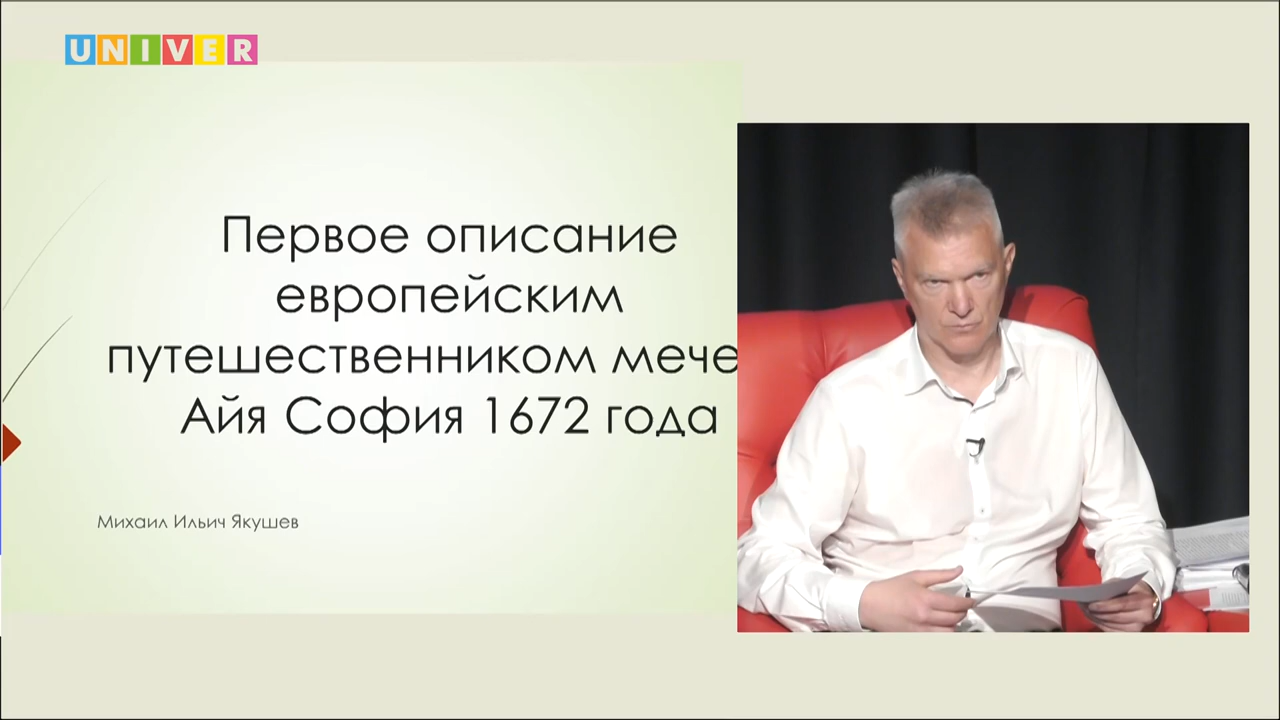 UNIVER
Первое описание
европейским
путешественником мече
Айя София 1672 года
Михаил Ильич Якушев